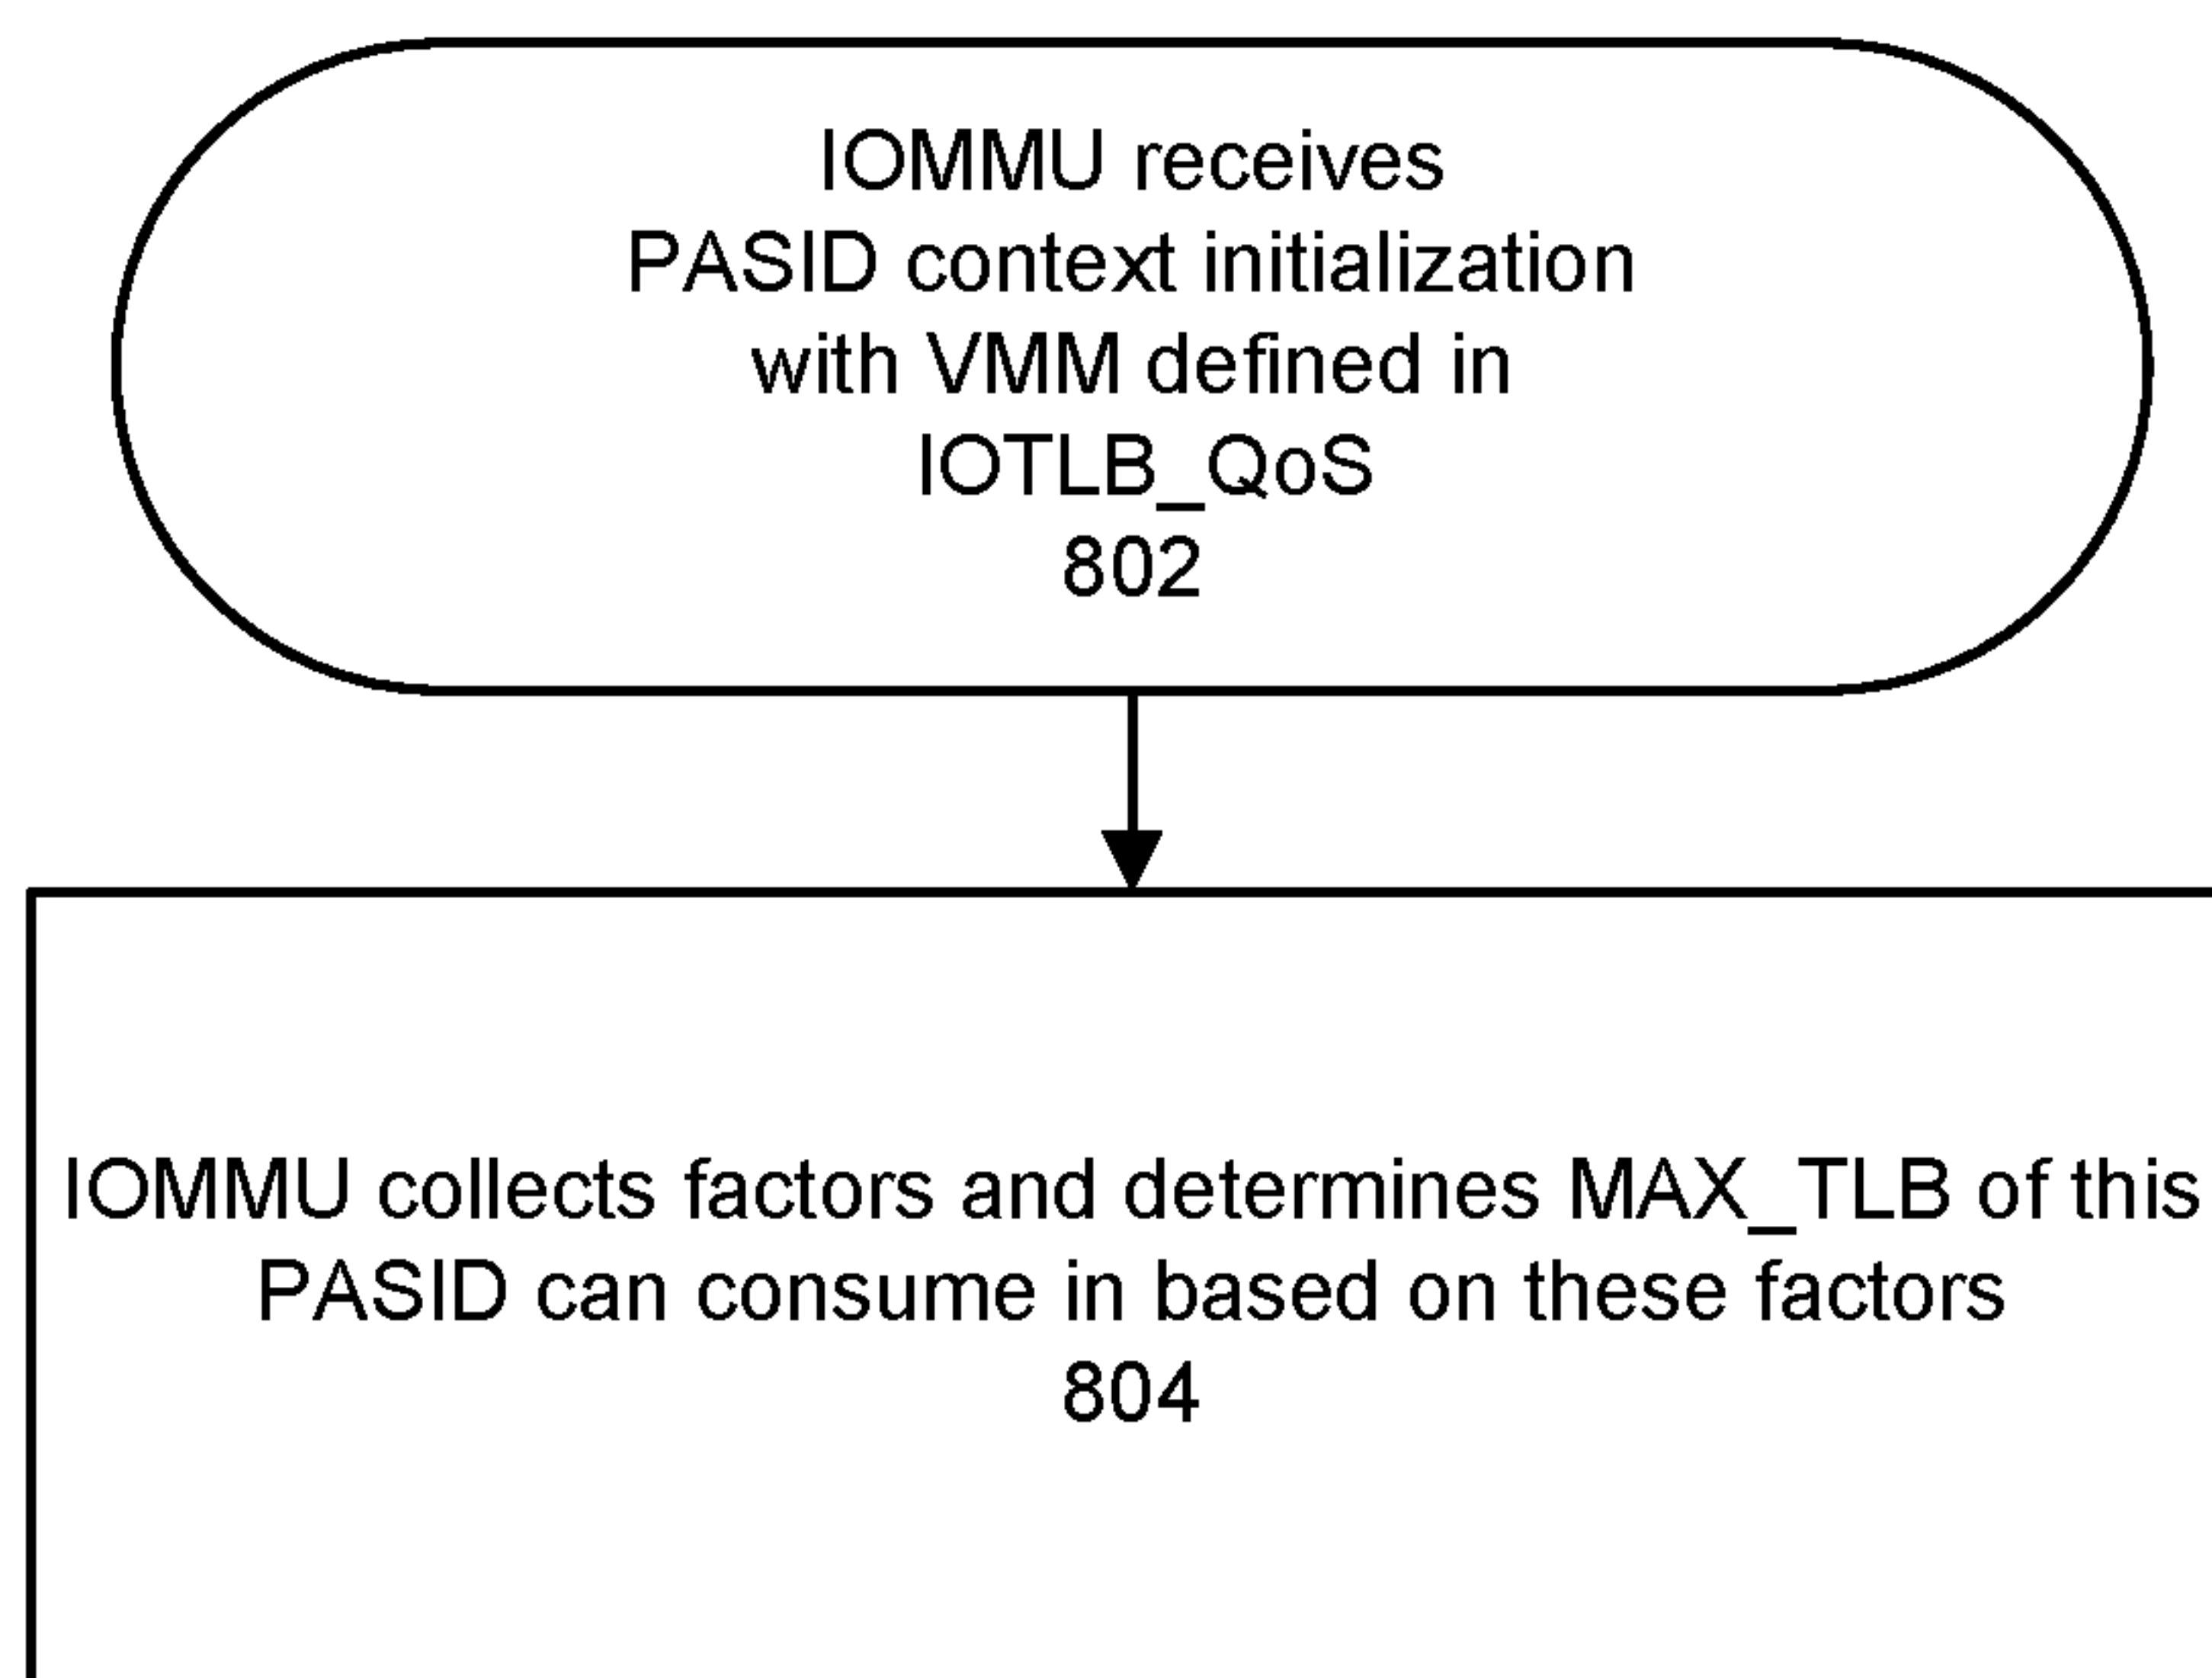 IOMMU receives
PASID context initialization
with VMM defined in
IOTLB_QoS
802
IOMMU collects factors and determines MAX_TLB of this
PASID can consume in based on these factors
804